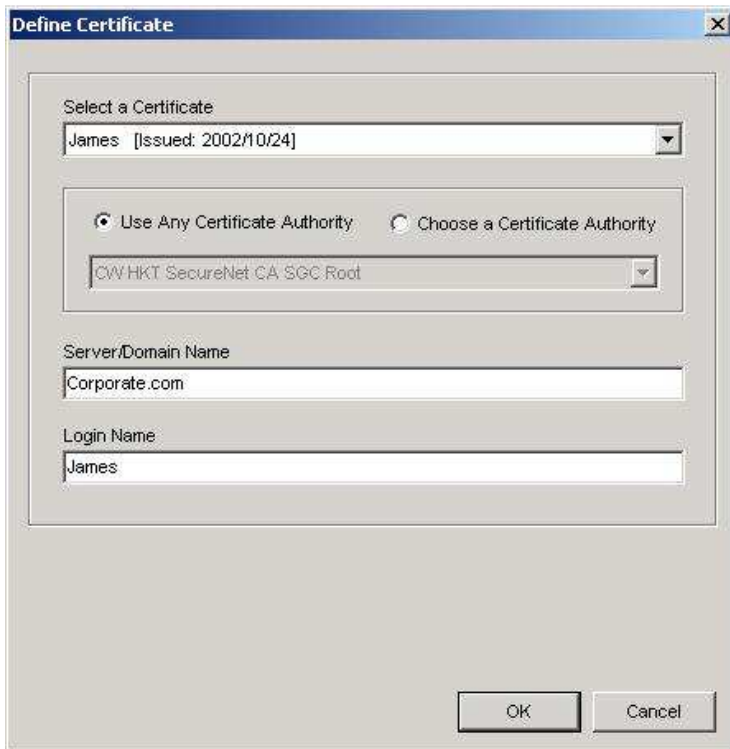 Define Certificate
Select a Certificate
James [Issued: 2002/10/24]
Use Any Certificate Authority Choose a Certificate Authority
CW HKT SecureNet CA SGC Root
Server/Domain Name
Corporate.com
Login Name
James
OK Cancel